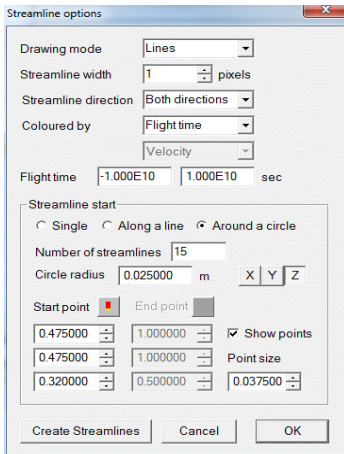 Streamline options
Drawing mode Lines
Streamline width 1 pixels
Streamline direction Both directions
Coloured by Flight time
Velocity
Flight time -1.000E10 1.000E10 sec
Streamline start
Single Along a line Around a circle
Number of streamlines 15
Circle radius 0.025000 m X Y Z
Start point End point
0.475000 1.000000 Show points
0.475000 1.000000 Point size
0.320000 0.500000 0.037500
Create Streamlines Cancel OK